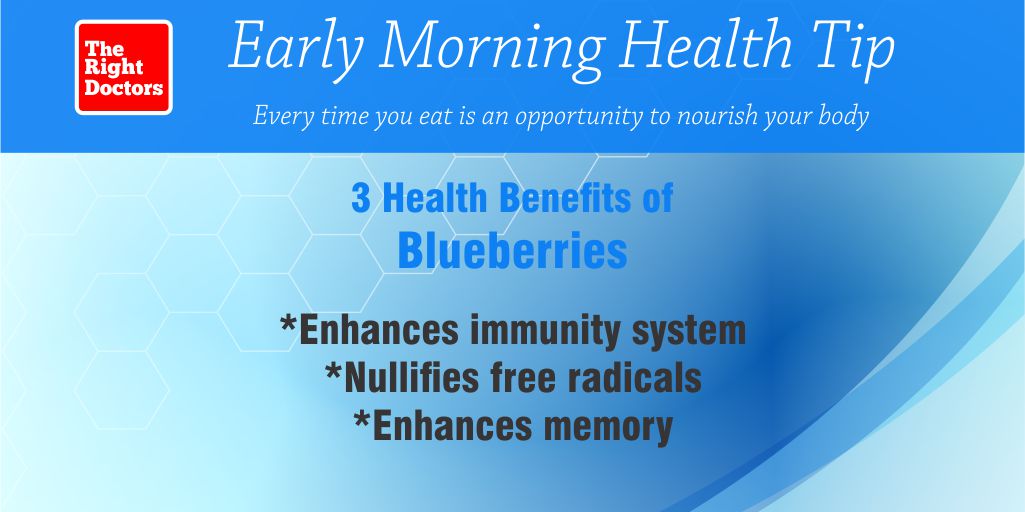 The
Right
Doctors
Early Morning Health Tip
Every time you eat is an opportunity to nourish your body
3 Health Benefits of
Blueberries
*Enhances immunity system
*Nullifies free radicals
*Enhances memory